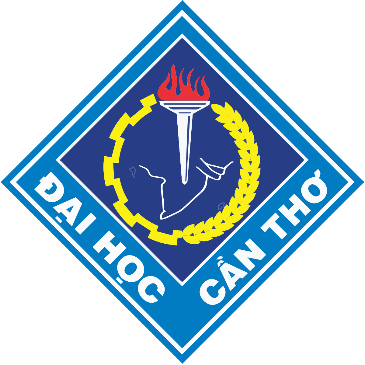 ĐẠI HỌC
CẦN THƠ